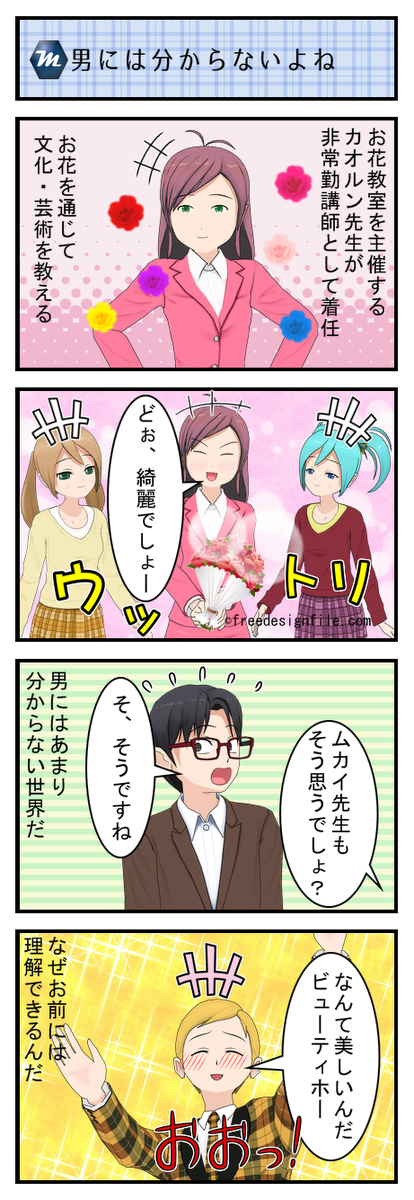 m 男には分からないよね
お花教室を主催する
カオルン先生が
非常勤講師として着任
お花を通じて
文化・芸術を教える
どぉ、綺麗でしょー
ウットリ
©freedesignfile.com
ムカイ先生も
そう思うでしょ？
そ、そうですね
男にはあまり
分からない世界だ
なんて美しいんだ
ビューティホー
おおっ！
なぜお前には
理解できるんだ